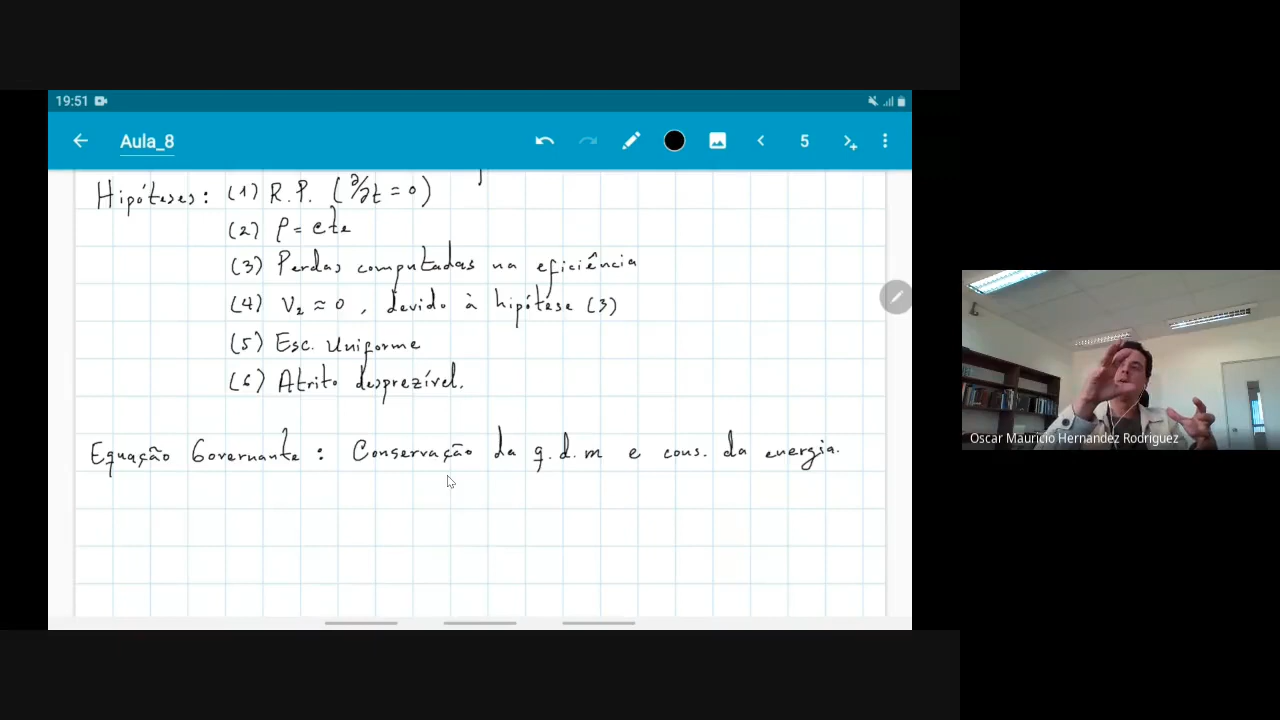 19:51
Aula_8
5
Hipóteses: (1) R.P. (∂/∂t = 0)
(2) ρ = cte
(3) Perdas computadas na eficiência
(4) V₂ ≈ 0, devido à hipótese (3)
(5) Esc. Uniforme
(6) Atrito desprezível.
Equação Governante: Conservação da q.d.m e cons. da energia.
Oscar Maurício Hernandez Rodriguez